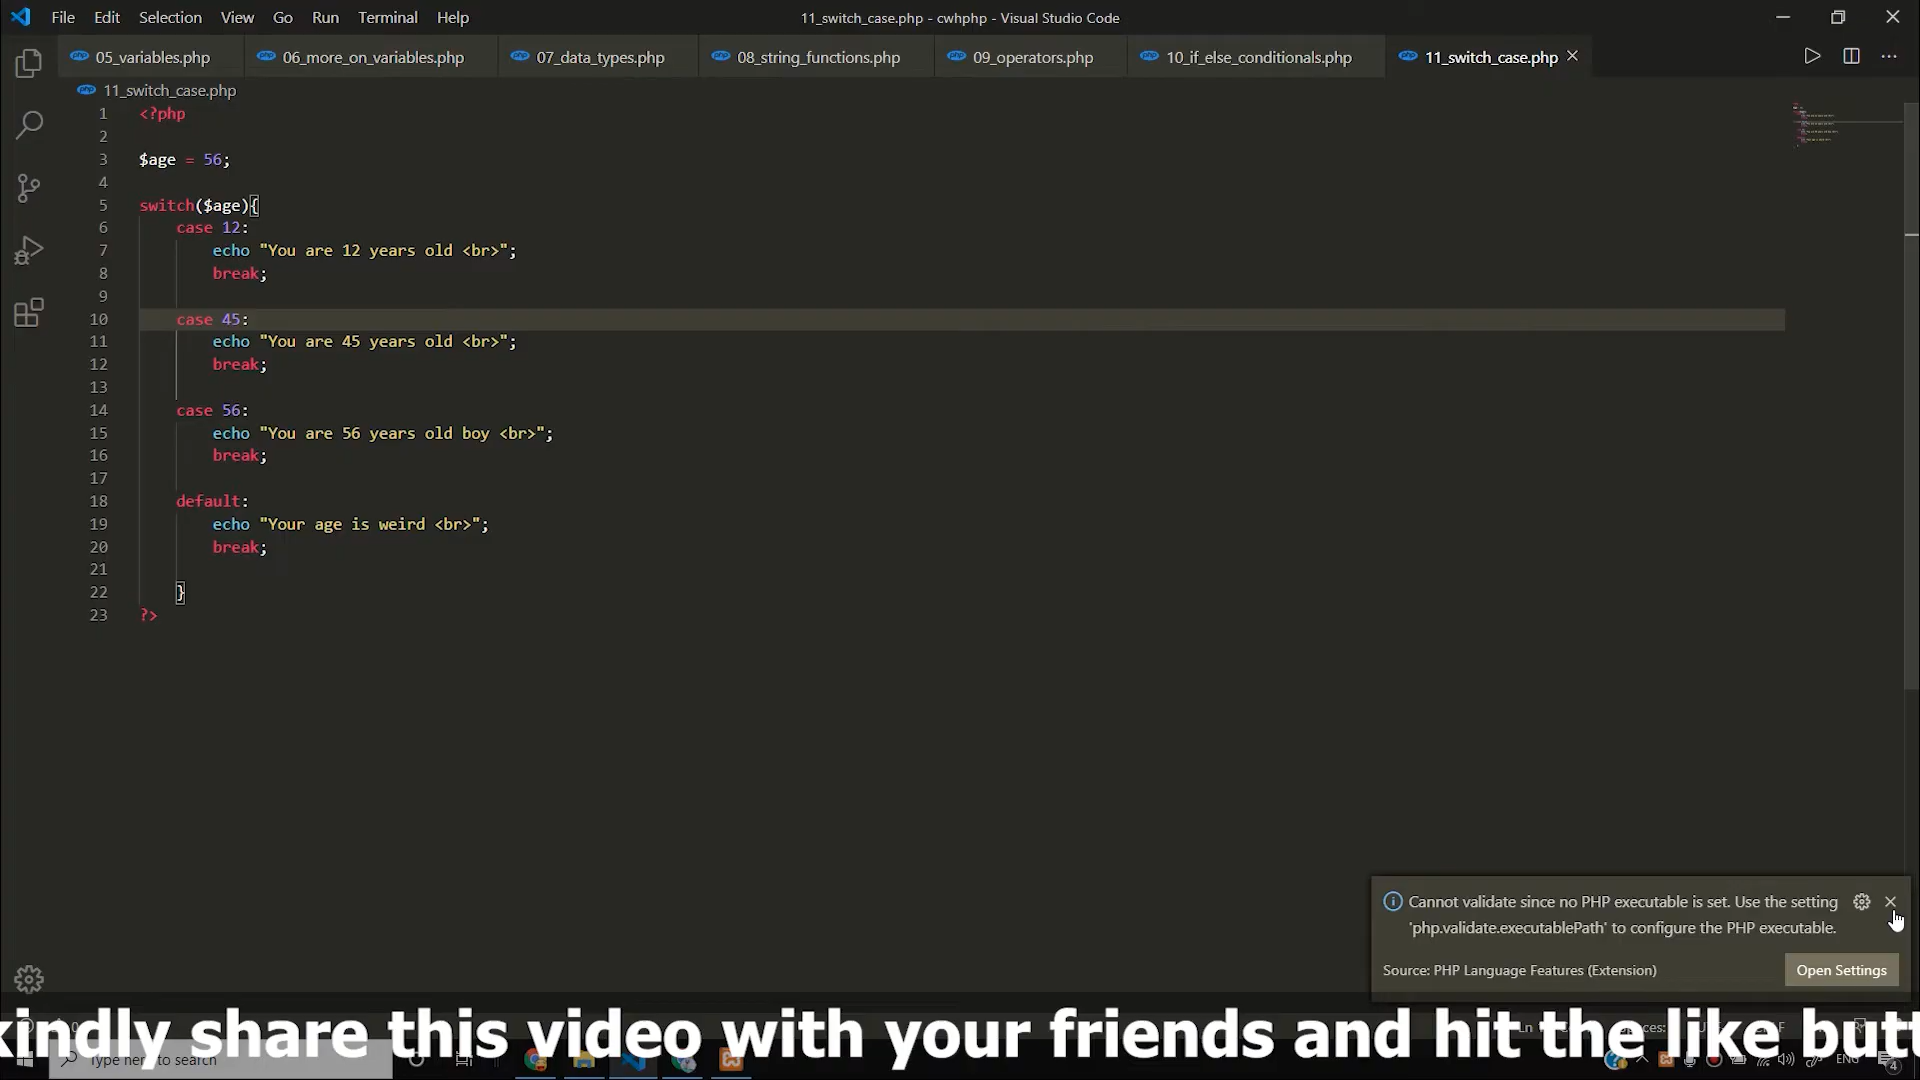 File Edit Selection View Go Run Terminal Help
11_switch_case.php - cwhphp - Visual Studio Code
05_variables.php 06_more_on_variables.php 07_data_types.php 08_string_functions.php 09_operators.php 10_if_else_conditionals.php 11_switch_case.php
11_switch_case.php
1 <?php
2
3 $age = 56;
4
5 switch($age){
6 case 12:
7 echo "You are 12 years old <br>";
8 break;
9
10 case 45:
11 echo "You are 45 years old <br>";
12 break;
13
14 case 56:
15 echo "You are 56 years old boy <br>";
16 break;
17
18 default:
19 echo "Your age is weird <br>";
20 break;
21
22 }
23 ?>
Cannot validate since no PHP executable is set. Use the setting
'php.validate.executablePath' to configure the PHP executable.
Source: PHP Language Features (Extension)
Open Settings
kindly share this video with your friends and hit the like butt
Type here to search
ENG
4